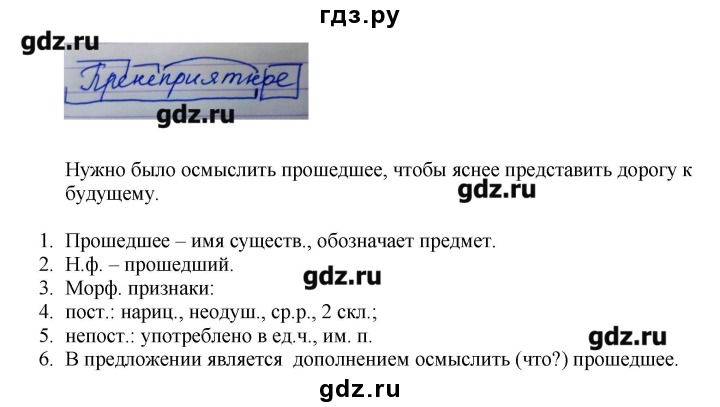 гдз.ру
gdz.ru
Пренеприятное
gdz.ru
Нужно было осмыслить прошедшее, чтобы яснее представить дорогу к
gdz.ru
будущему.
1. Прошедшее – имя существ., обозначает предмет.
2. Н.ф. – прошедший.
gdz.ru
3. Морф. признаки:
4. пост.: нариц., неодуш., ср.р., 2 скл.;
5. непост.: употреблено в ед.ч., им. п.
gdz.ru
6. В предложении является дополнением осмыслить (что?) прошедшее.
gdz.ru